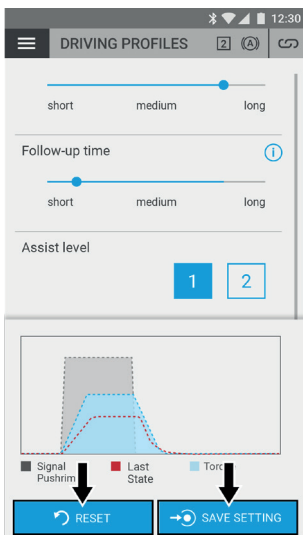 12:30
DRIVING PROFILES 2 (A)
short medium long
Follow-up time i
short medium long
Assist level
1 2
Signal Pushrim
Last State
RESET
SAVE SETTING